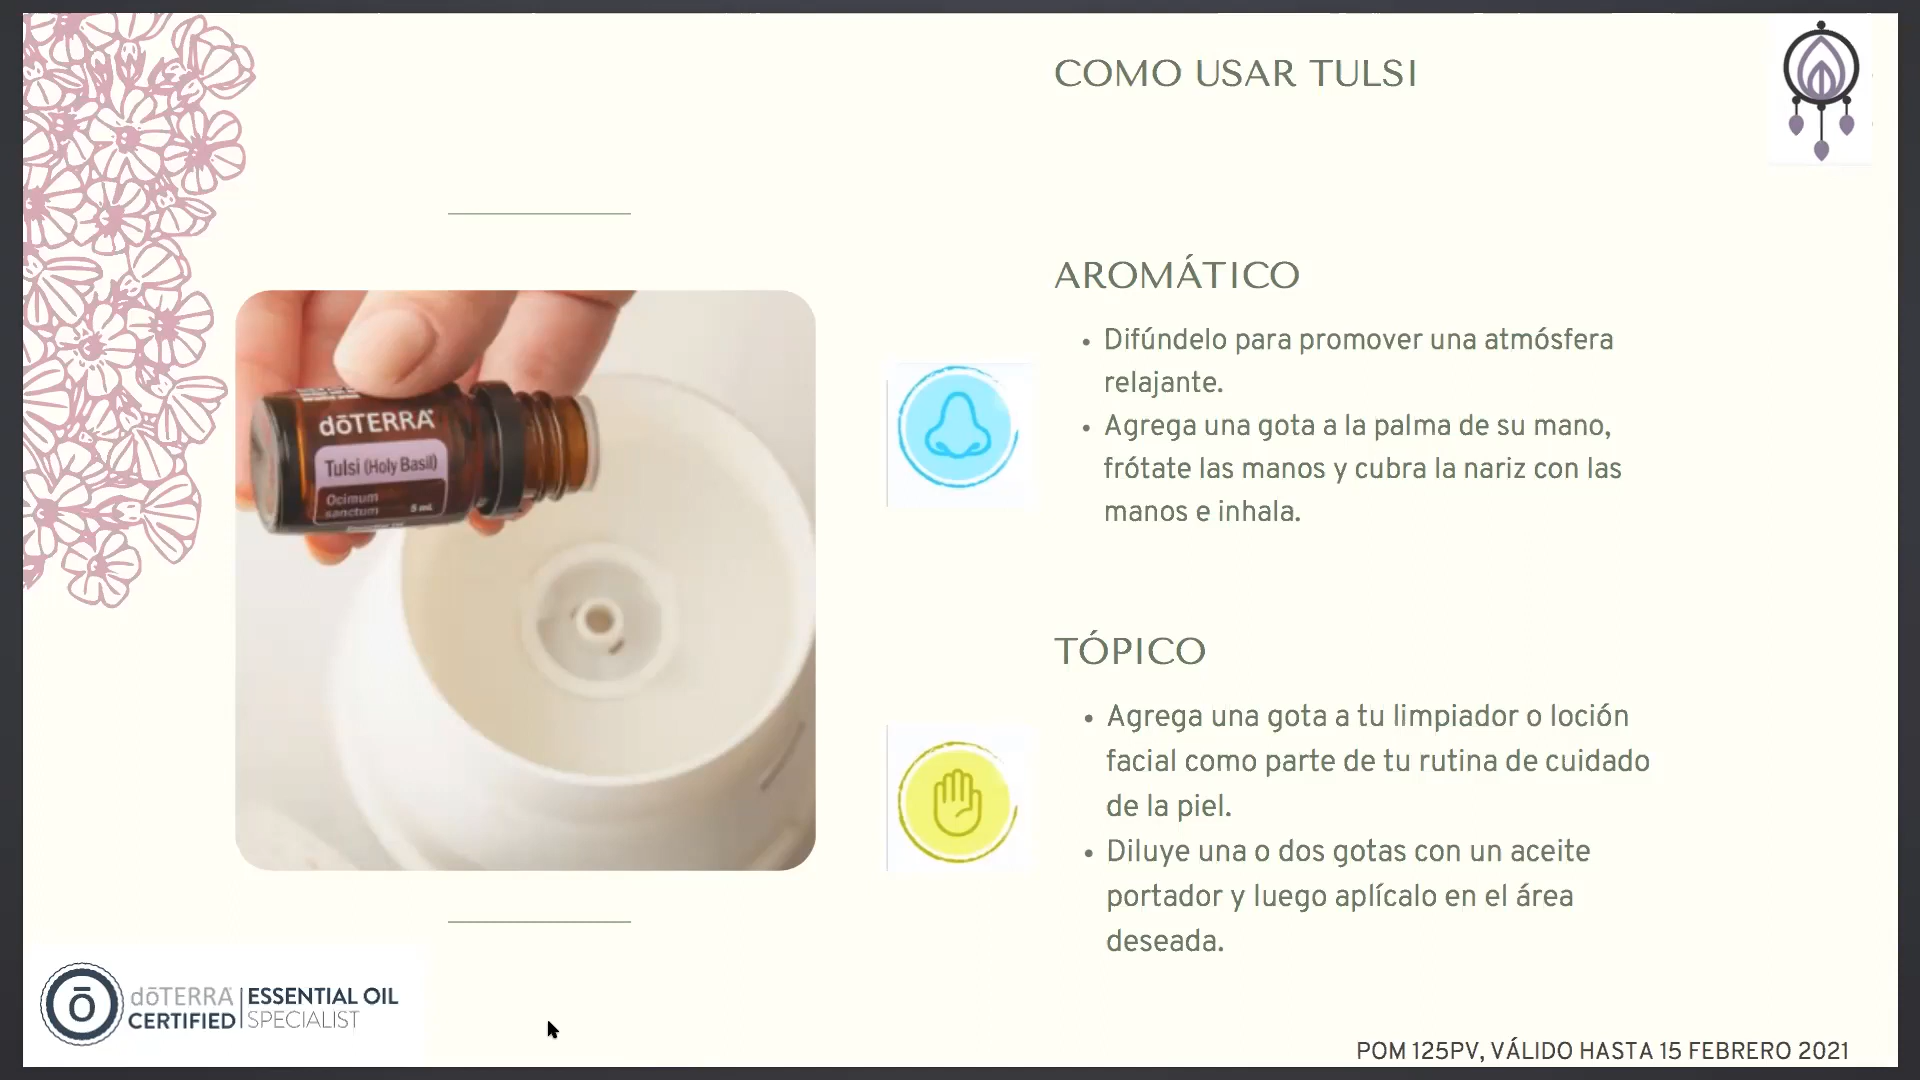 COMO USAR TULSI
AROMÁTICO
• Difúndelo para promover una atmósfera
relajante.
• Agrega una gota a la palma de su mano,
frótate las manos y cubra la nariz con las
manos e inhala.
TÓPICO
• Agrega una gota a tu limpiador o loción
facial como parte de tu rutina de cuidado
de la piel.
• Diluye una o dos gotas con un aceite
portador y luego aplícalo en el área
deseada.
dōTERRA
Tulsi (Holy Basil)
Ocimum
sanctum 5 mL
ō
dōTERRA ESSENTIAL OIL
CERTIFIED SPECIALIST
POM 125PV, VÁLIDO HASTA 15 FEBRERO 2021